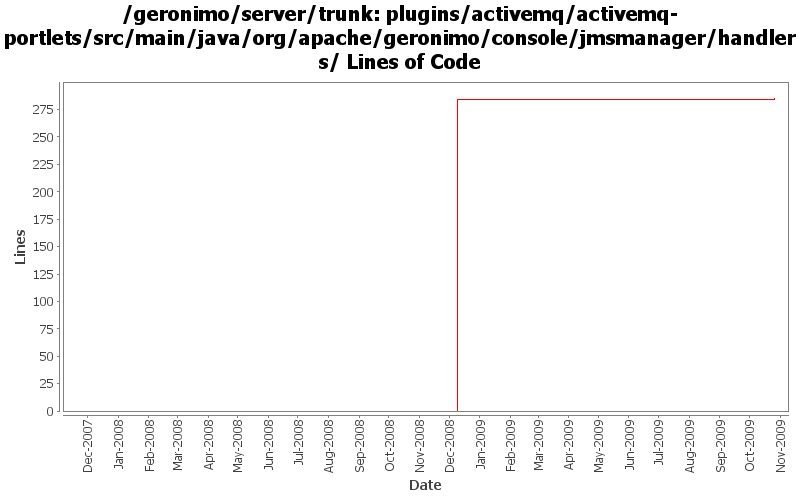 /geronimo/server/trunk: plugins/activemq/activemq-
portlets/src/main/java/org/apache/geronimo/console/jmsmanager/handler
s/ Lines of Code
275
250
225
200
175
150
125
100
75
50
25
0
Lines
Dec-2007
Jan-2008
Feb-2008
Mar-2008
Apr-2008
May-2008
Jun-2008
Jul-2008
Aug-2008
Sep-2008
Oct-2008
Nov-2008
Dec-2008
Jan-2009
Feb-2009
Mar-2009
Apr-2009
May-2009
Jun-2009
Jul-2009
Aug-2009
Sep-2009
Oct-2009
Nov-2009
Date